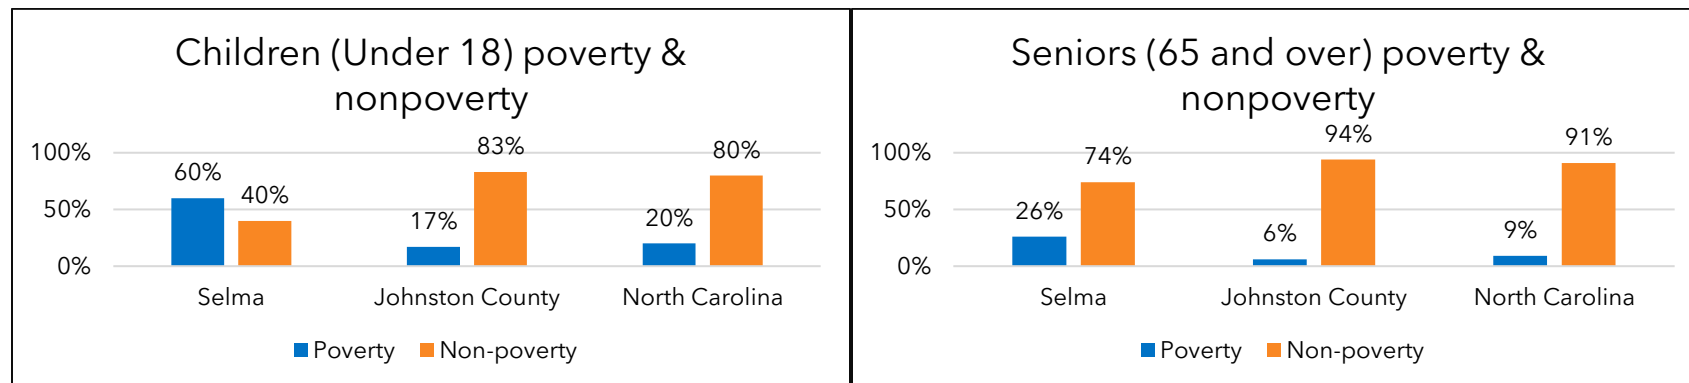 Children (Under 18) poverty &
nonpoverty
100%
50%
0%
60%
40%
17%
83%
20%
80%
Selma
Johnston County
North Carolina
Poverty
Non-poverty
Seniors (65 and over) poverty &
nonpoverty
100%
50%
0%
26%
74%
6%
94%
9%
91%
Selma
Johnston County
North Carolina
Poverty
Non-poverty